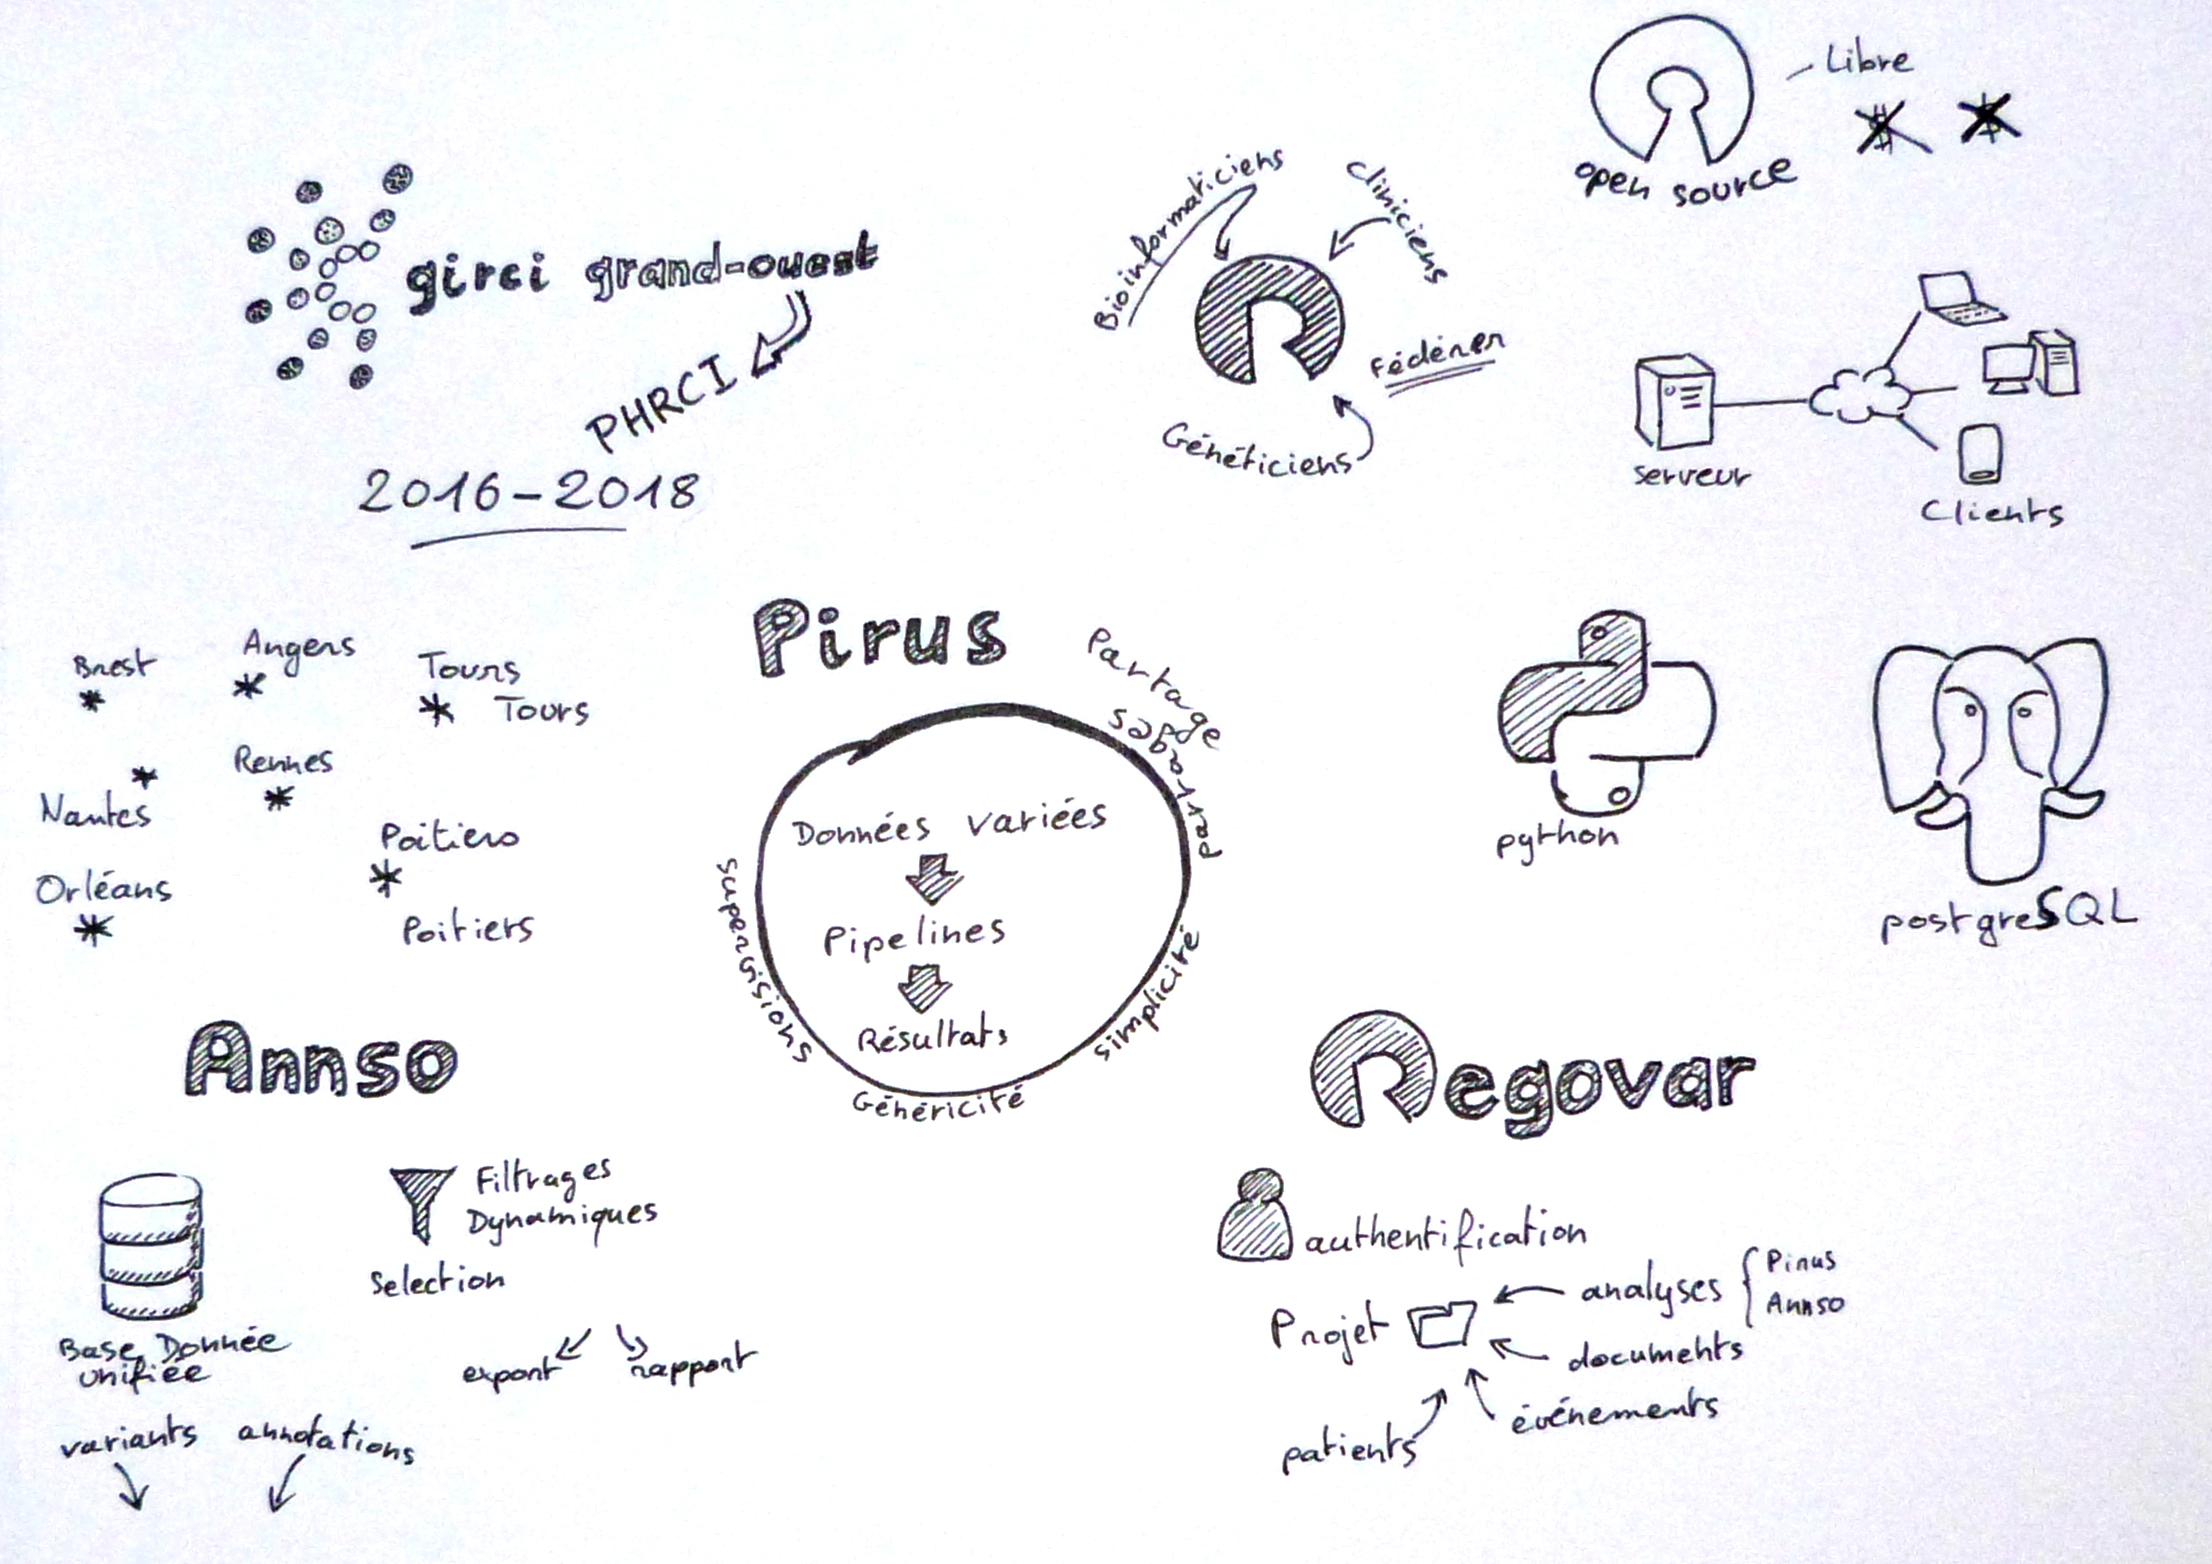 Libre
$ $
open source
Bioinformaticiens
cliniciens
girci grand-ouest
Fédérer
PHRCI
Généticiens
2016-2018
serveur
Clients
Pirus
Partage
partages
Brest
Angers
Tours
Tours
Rennes
Nantes
Poitiers
Orléans
Poitiers
Données variées
Pipelines
Résultats
supervisions
simplicité
Généricité
python
postgreSQL
Annso
Regovar
Filtrages
Dynamiques
Selection
Base Donnée
unifiée
export
rapport
variants
annotations
authentification
Projet
analyses { Pirus
Annso
documents
événements
patients